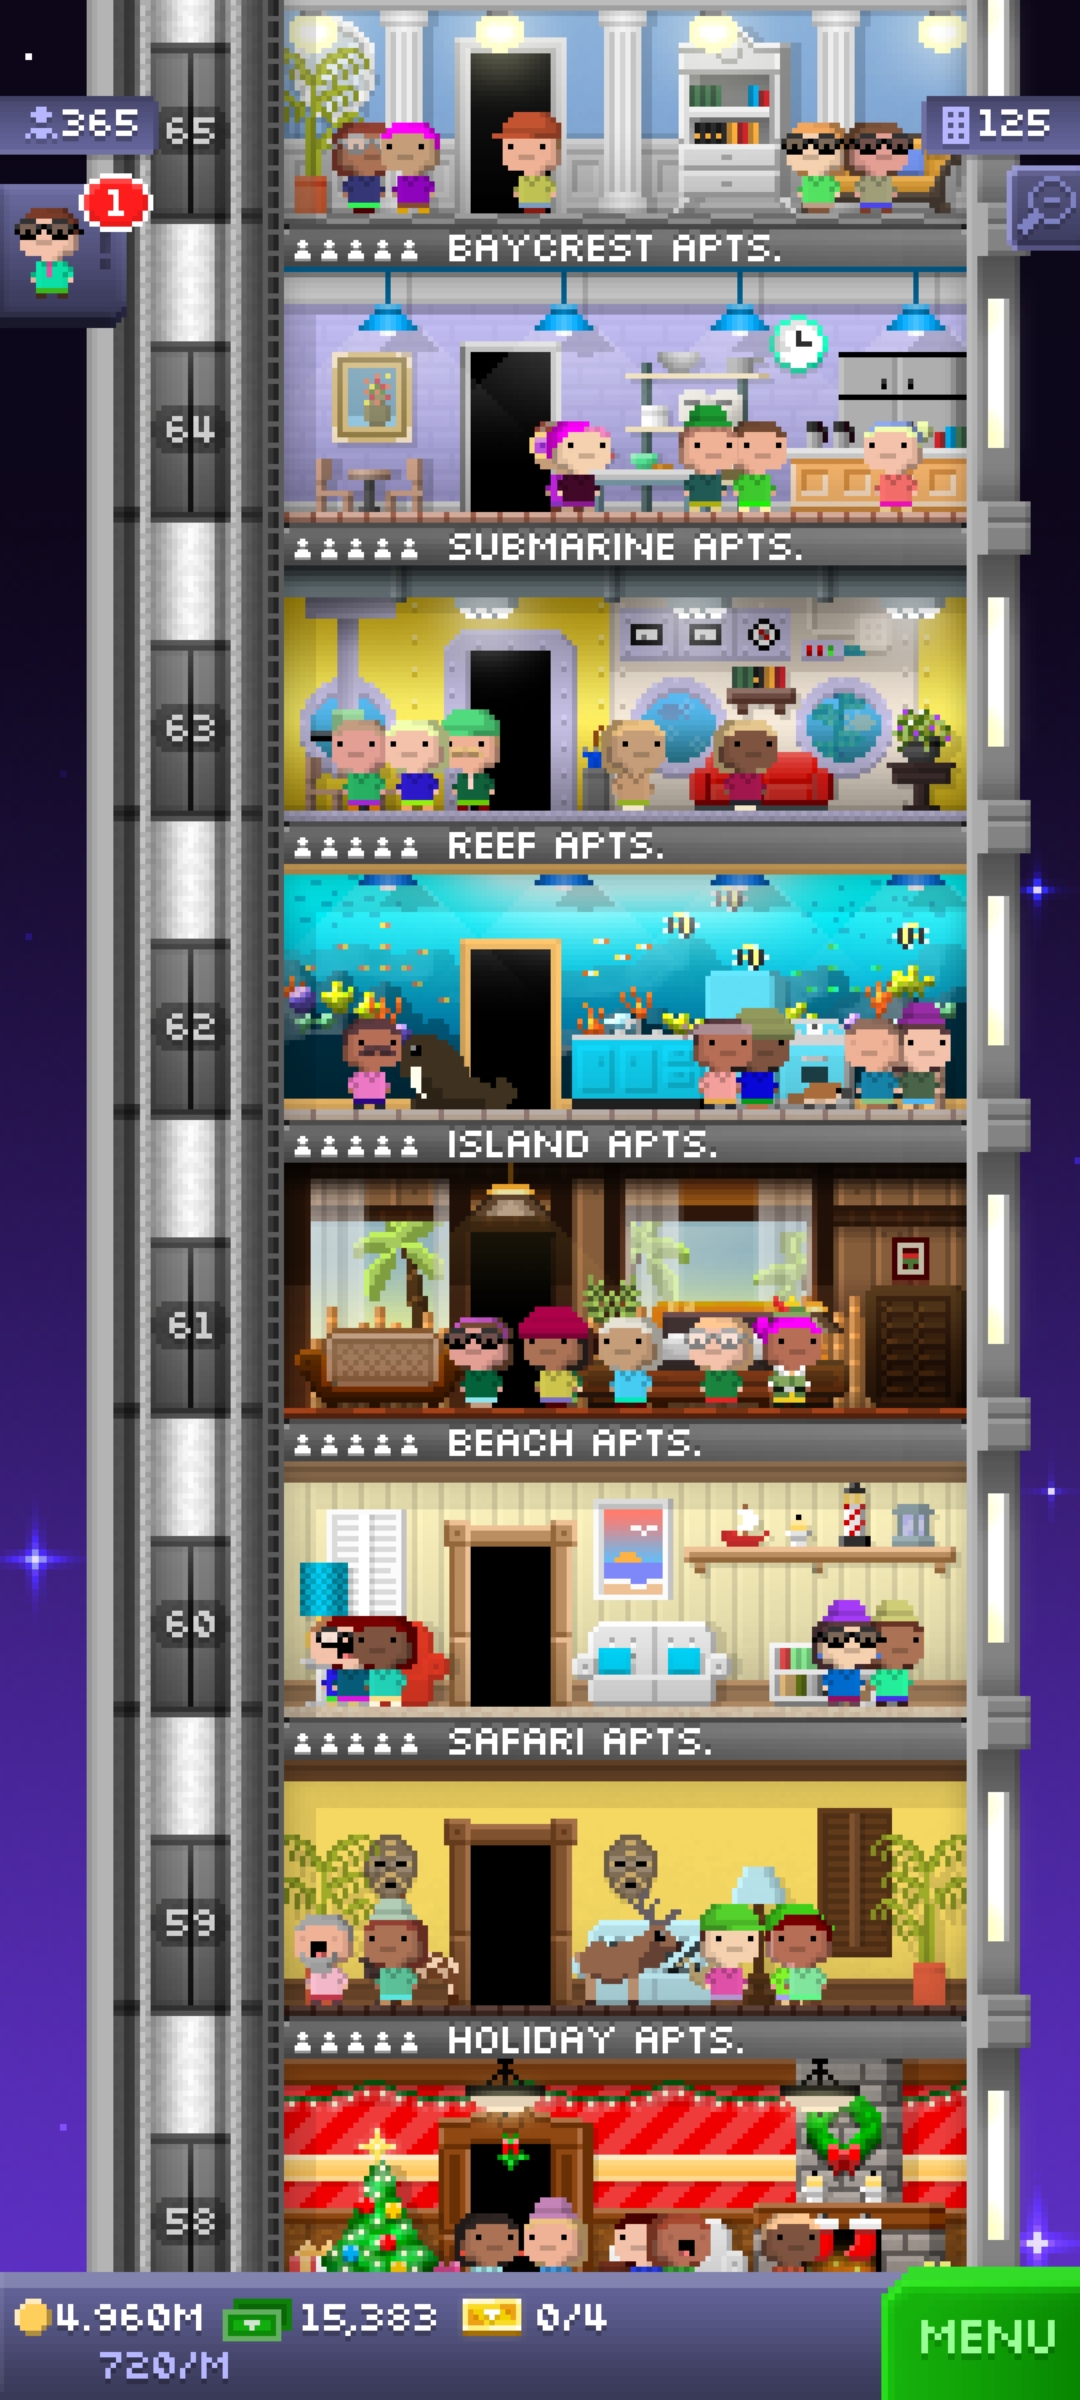 365
65
125
1
BAYCREST APTS.
64
SUBMARINE APTS.
63
REEF APTS.
62
ISLAND APTS.
61
BEACH APTS.
60
SAFARI APTS.
59
HOLIDAY APTS.
58
4.960M 15,383 0/4
720/M
MENU